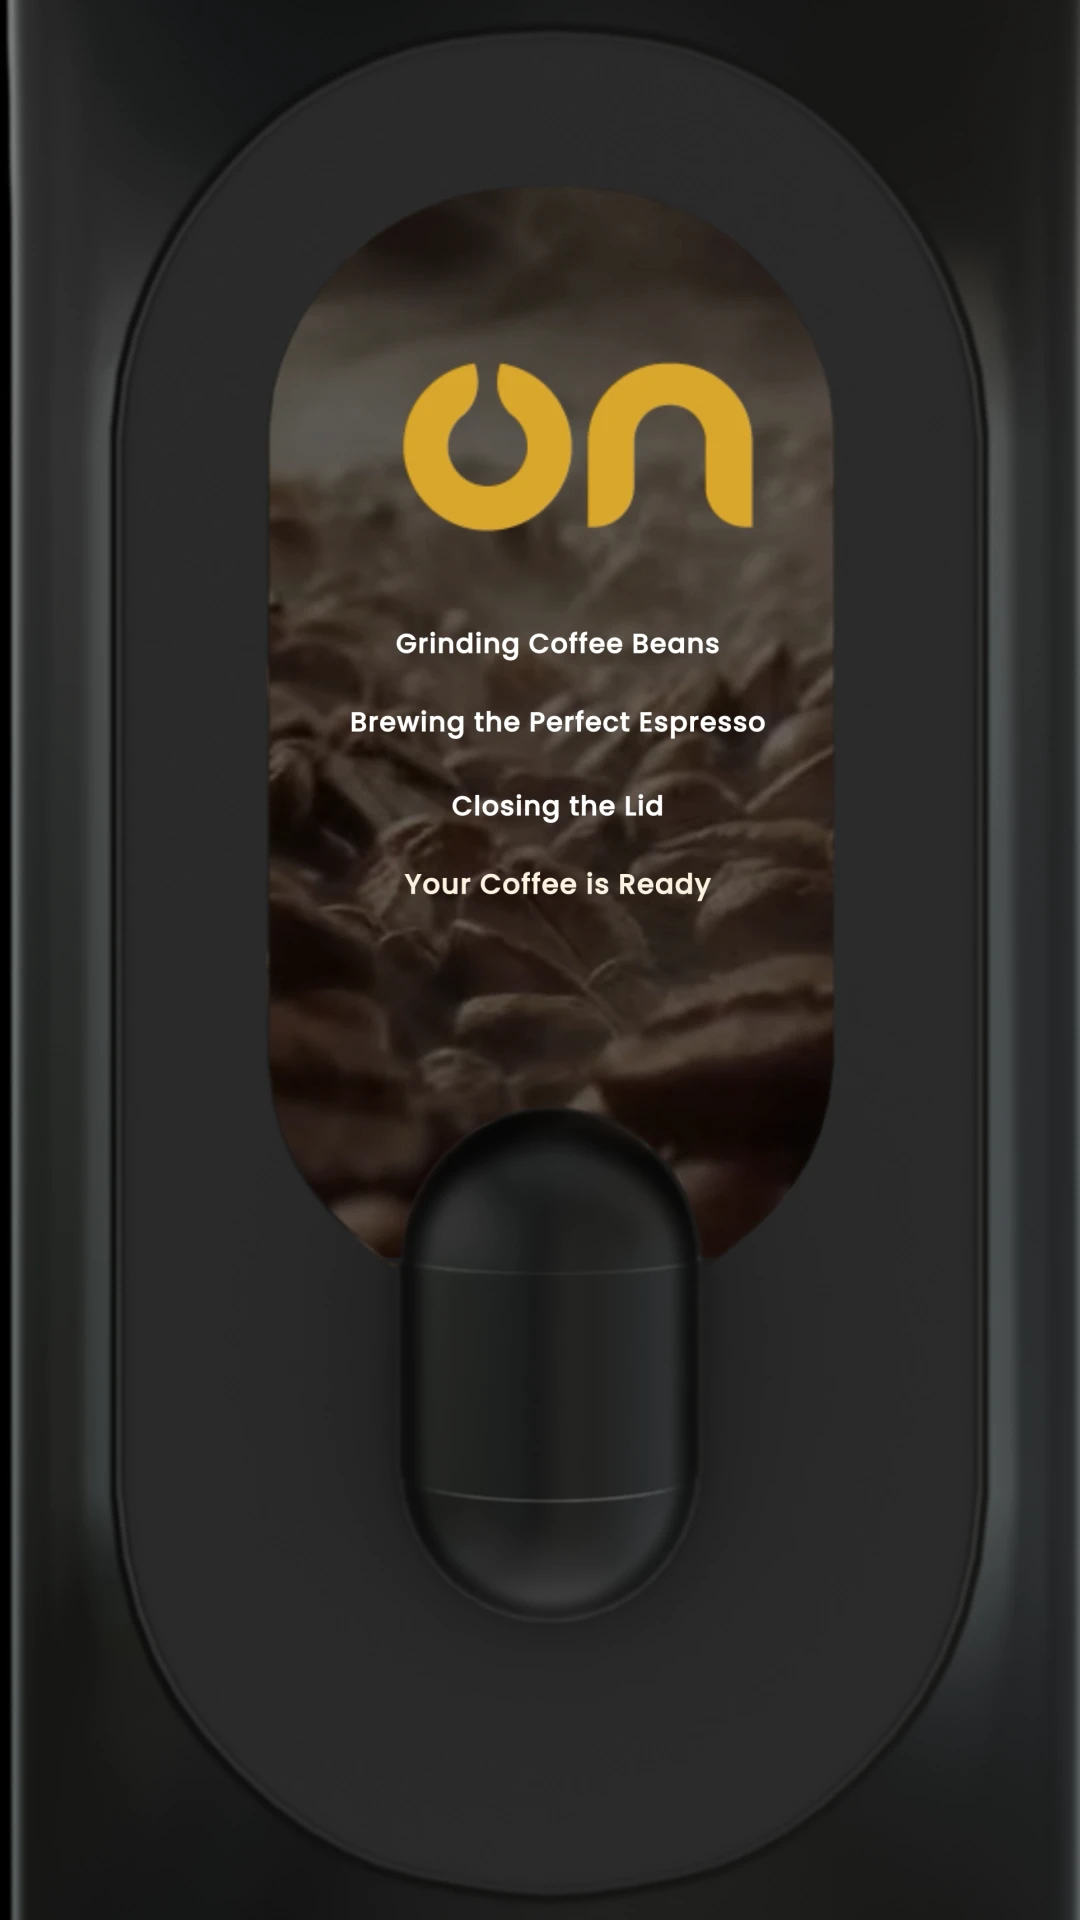 on
Grinding Coffee Beans
Brewing the Perfect Espresso
Closing the Lid
Your Coffee is Ready